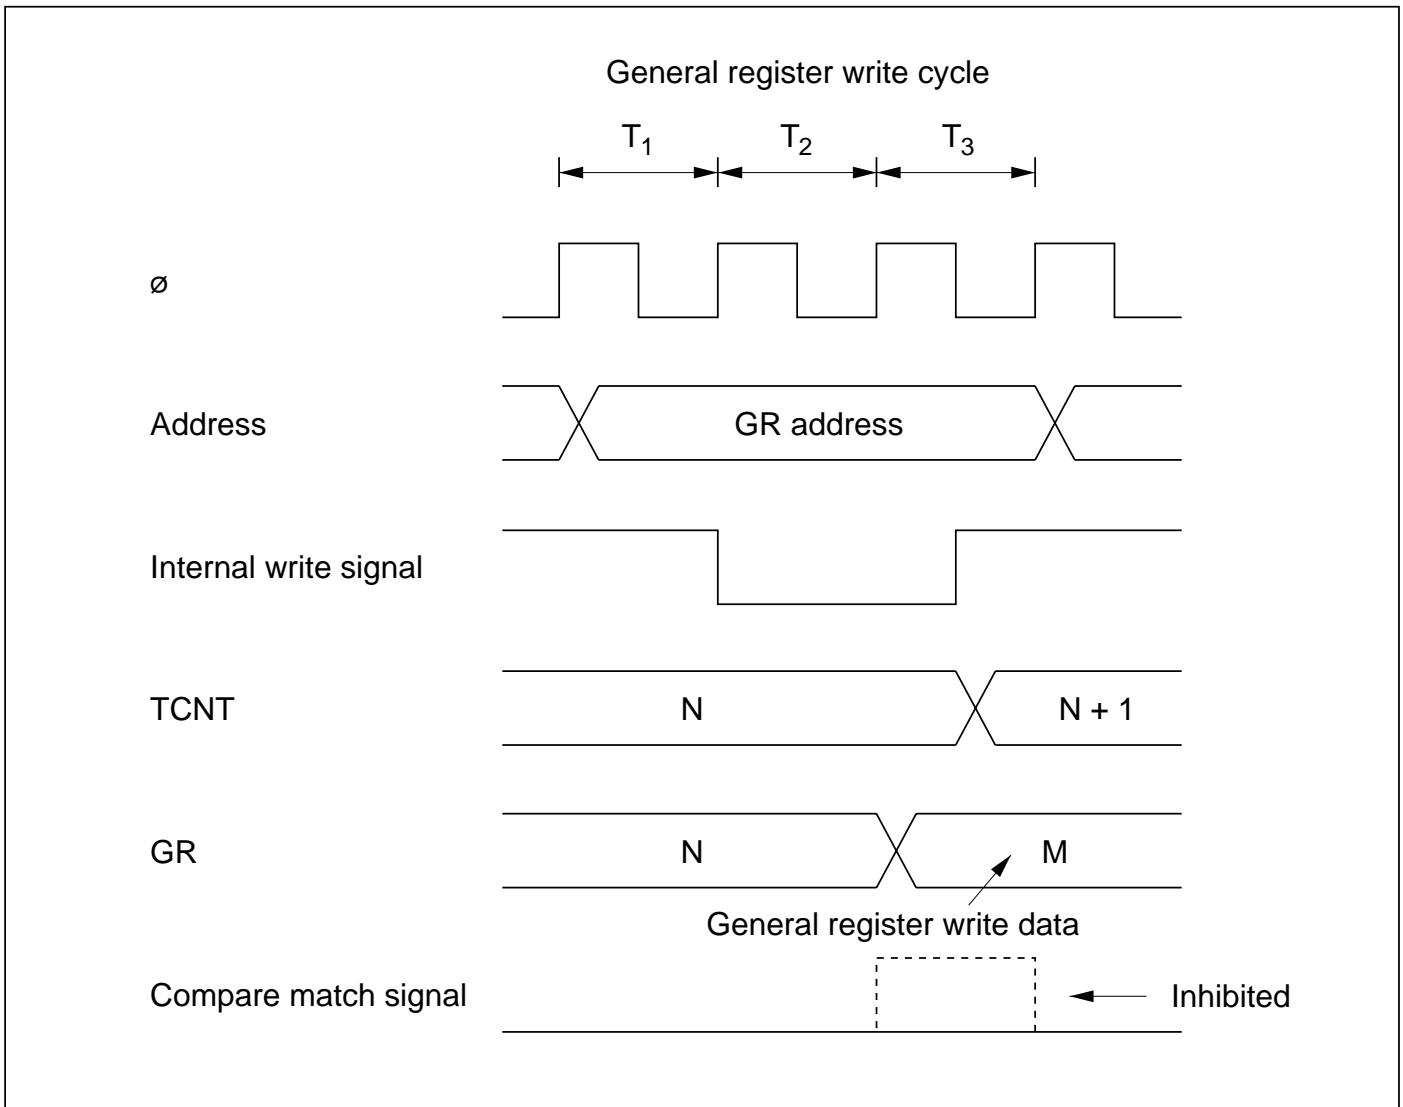 General register write cycle
T1 T2 T3
ø
Address GR address
Internal write signal
TCNT N N + 1
GR N M
General register write data
Compare match signal Inhibited